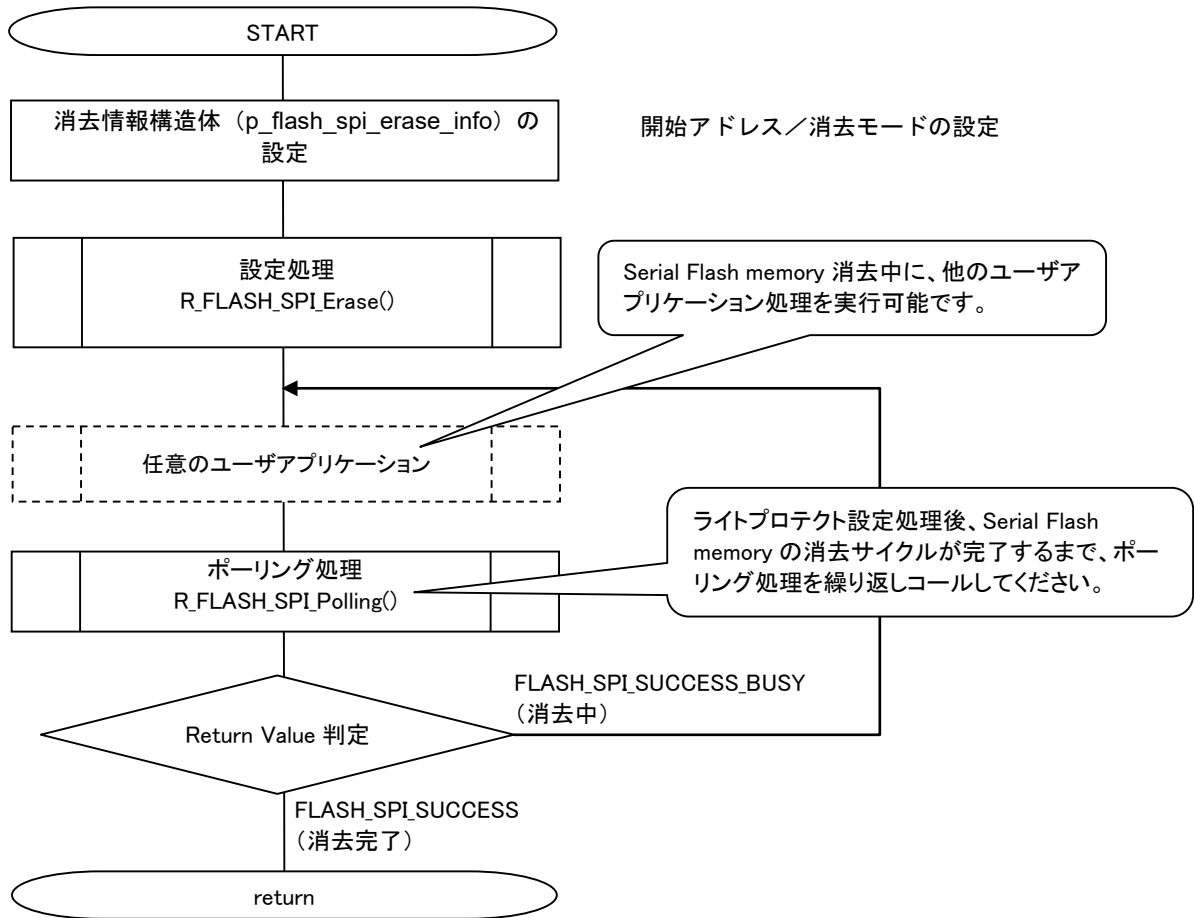 START
消去情報構造体（p_flash_spi_erase_info）の
設定
開始アドレス／消去モードの設定
設定処理
R_FLASH_SPI_Erase()
Serial Flash memory 消去中に、他のユーザア
プリケーション処理を実行可能です。
任意のユーザアプリケーション
ライトプロテクト設定処理後、Serial Flash
memory の消去サイクルが完了するまで、ポー
リング処理を繰り返しコールしてください。
ポーリング処理
R_FLASH_SPI_Polling()
FLASH_SPI_SUCCESS_BUSY
（消去中）
Return Value 判定
FLASH_SPI_SUCCESS
（消去完了）
return